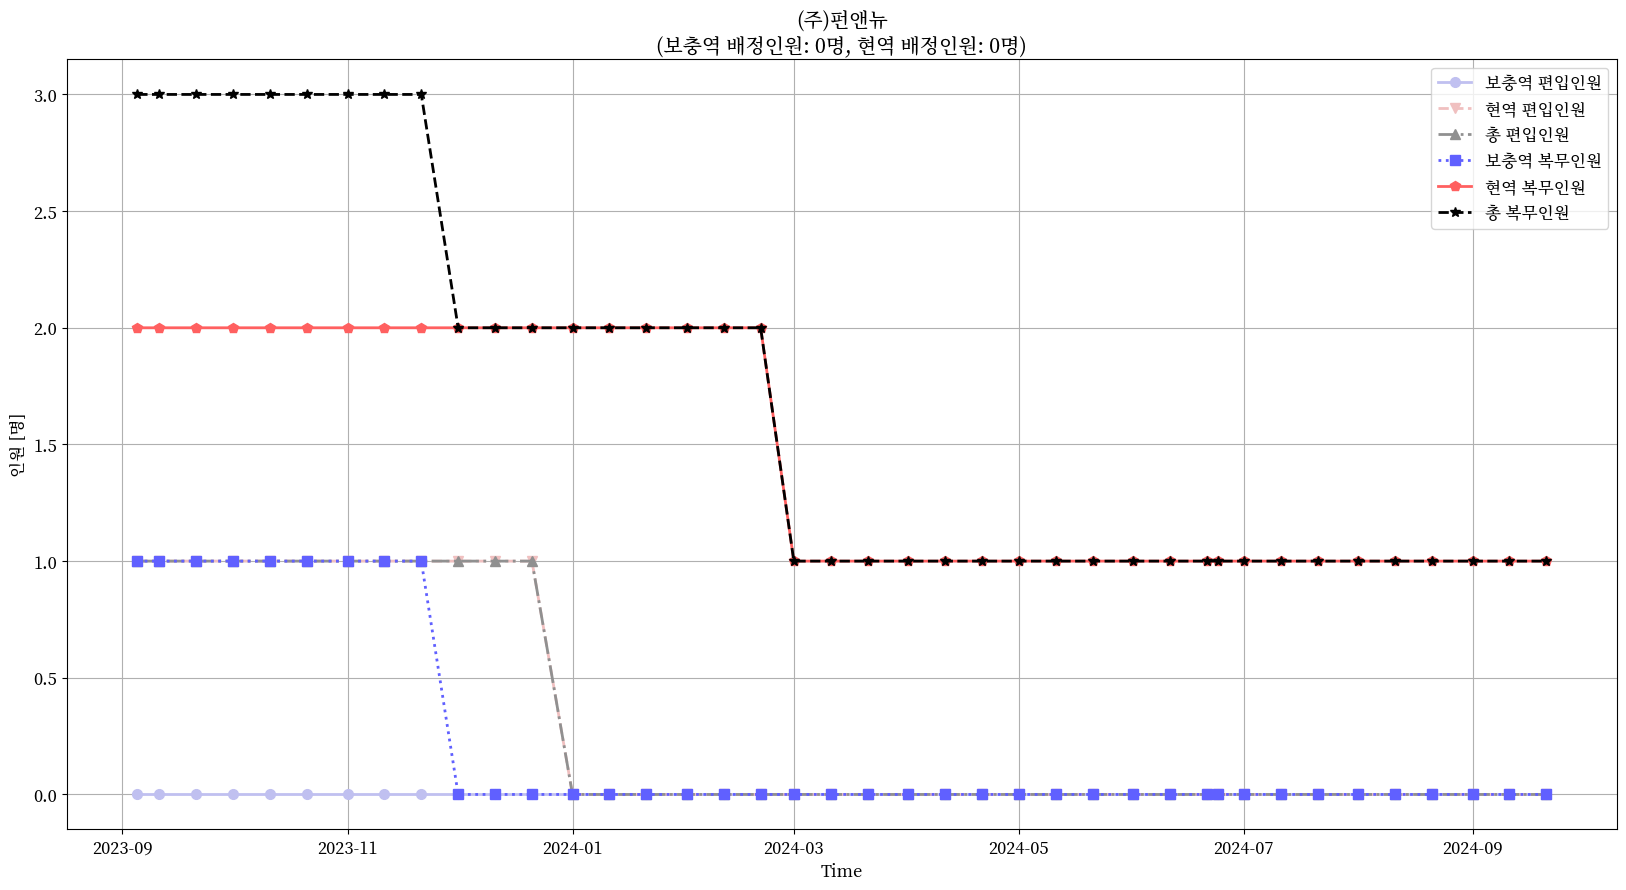 (주)펀앤뉴
(보충역 배정인원: 0명, 현역 배정인원: 0명)
보충역 편입인원
현역 편입인원
총 편입인원
보충역 복무인원
현역 복무인원
총 복무인원
인원 [명]
3.0
2.5
2.0
1.5
1.0
0.5
0.0
2023-09
2023-11
2024-01
2024-03
2024-05
2024-07
2024-09
Time